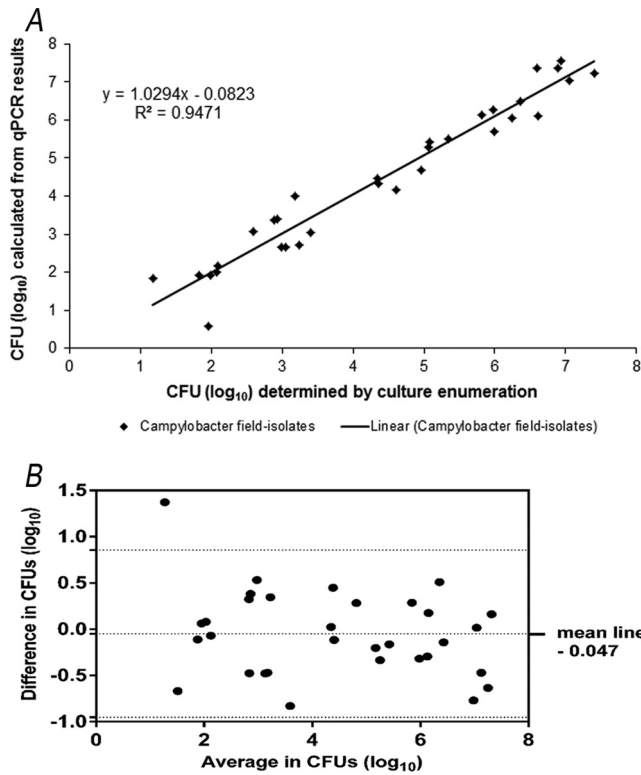 A
8
7
6
5
4
3
2
1
0
y = 1.0294x - 0.0823
R² = 0.9471
CFU (log₁₀) calculated from qPCR results
0 1 2 3 4 5 6 7 8
CFU (log₁₀) determined by culture enumeration
Campylobacter field-isolates Linear (Campylobacter field-isolates)
B
1.5
1.0
0.5
0.0
-0.5
-1.0
Difference in CFUs (log₁₀)
mean line
- 0.047
0 2 4 6 8
Average in CFUs (log₁₀)